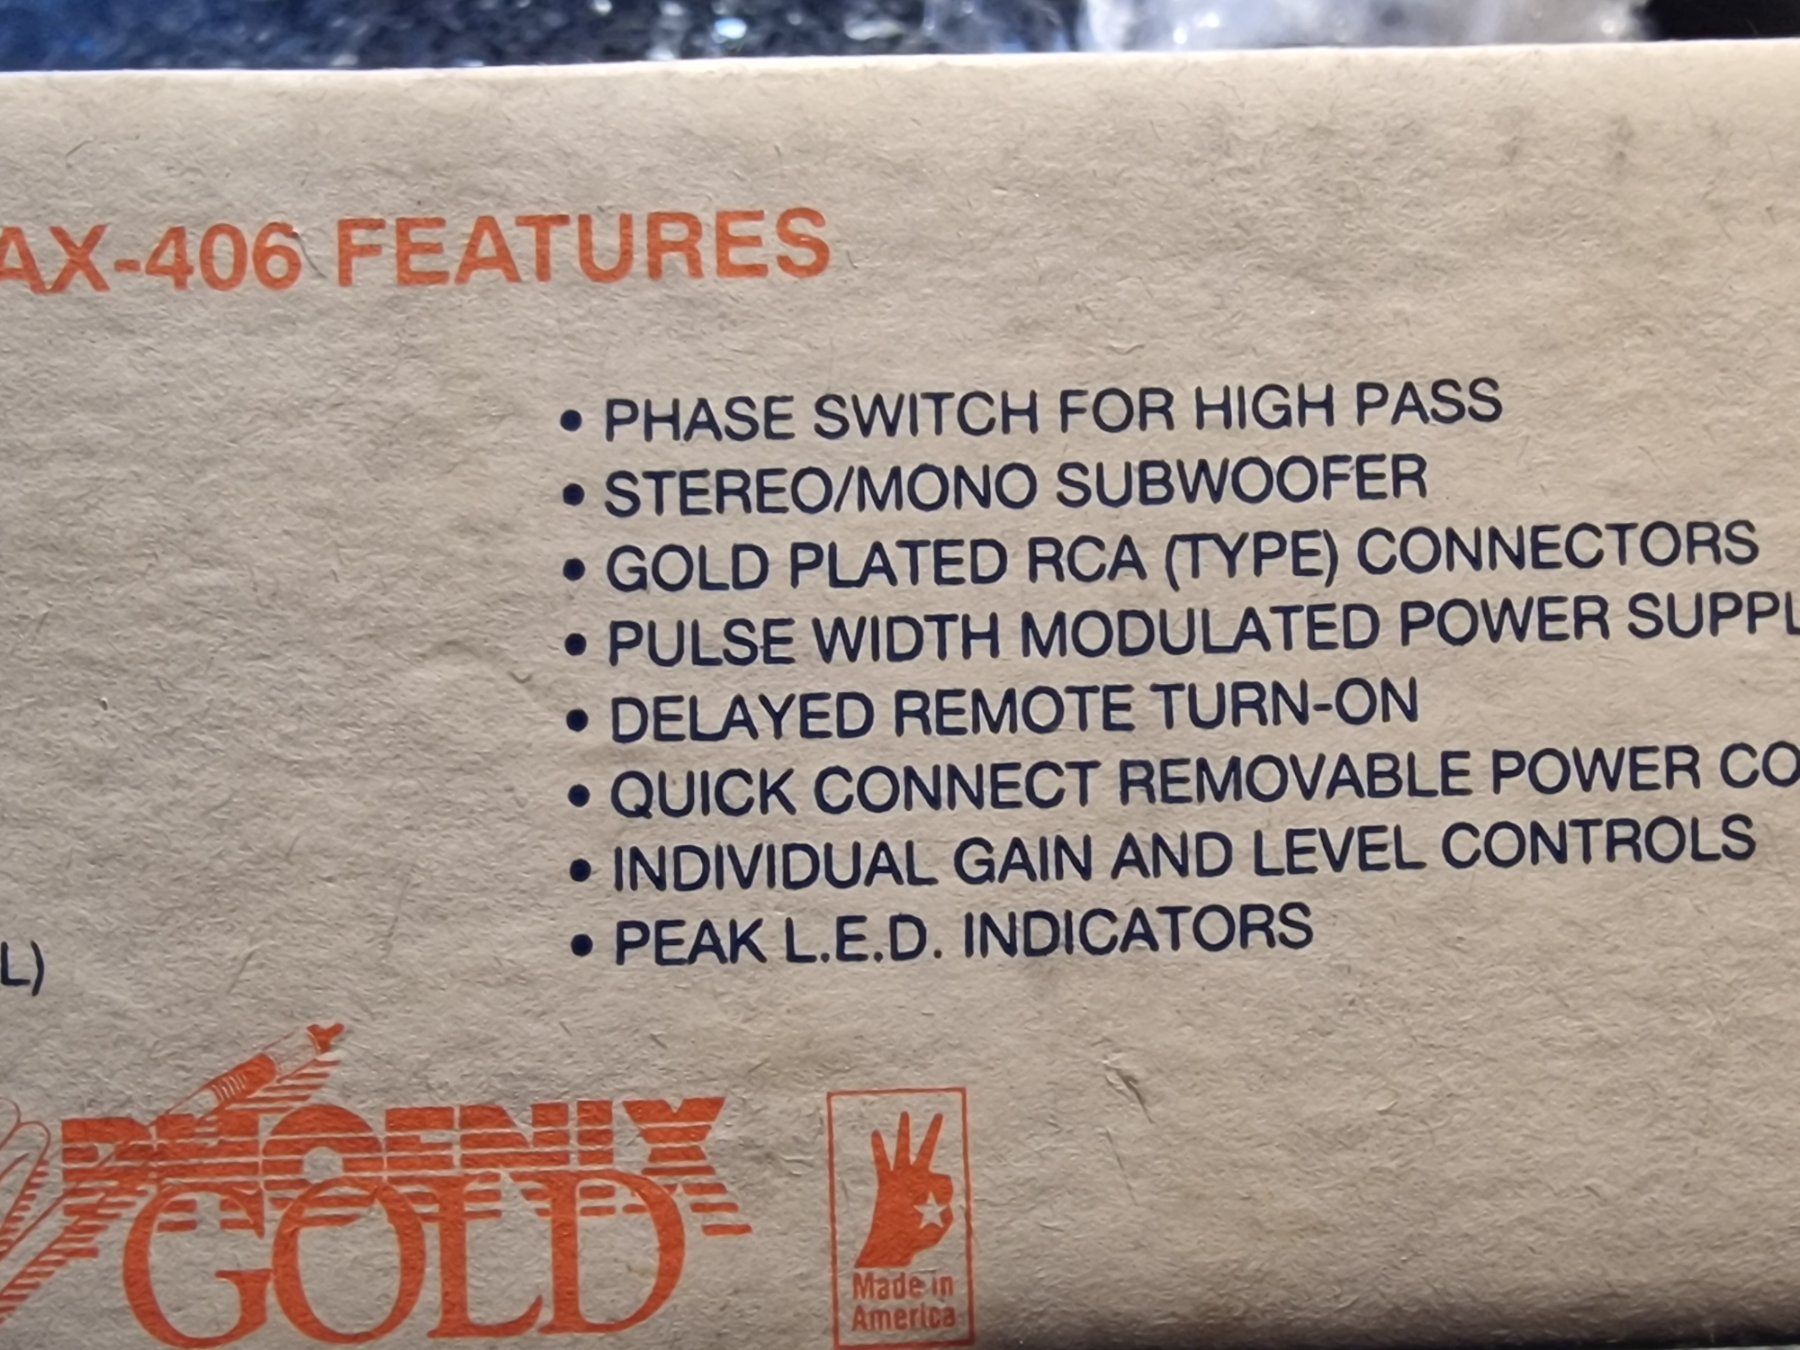 AX-406 FEATURES
• PHASE SWITCH FOR HIGH PASS
• STEREO/MONO SUBWOOFER
• GOLD PLATED RCA (TYPE) CONNECTORS
• PULSE WIDTH MODULATED POWER SUPPL
• DELAYED REMOTE TURN-ON
• QUICK CONNECT REMOVABLE POWER CO
• INDIVIDUAL GAIN AND LEVEL CONTROLS
• PEAK L.E.D. INDICATORS
L)
PHOENIX
GOLD
Made in
America